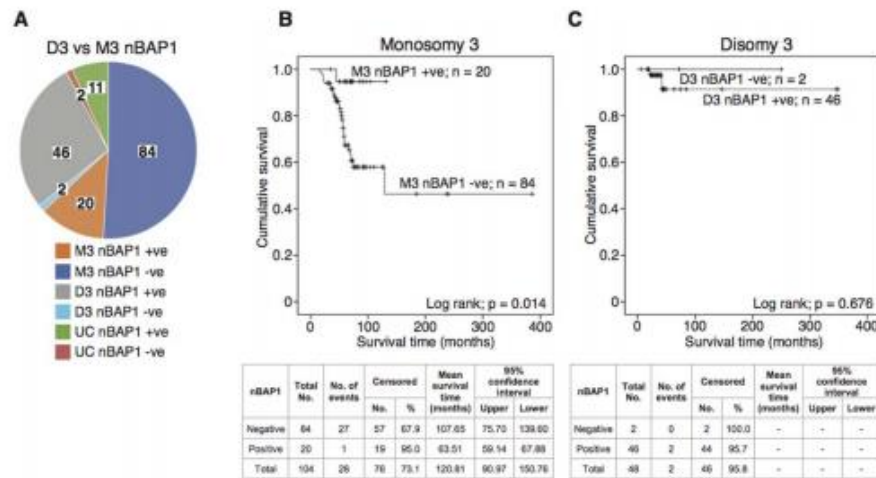 A
D3 vs M3 nBAP1
11
2
46
84
2
20
M3 nBAP1 +ve
M3 nBAP1 -ve
D3 nBAP1 +ve
D3 nBAP1 -ve
UC nBAP1 +ve
UC nBAP1 -ve
B
Monosomy 3
Cumulative survival
1.0
0.8
0.6
0.4
0.2
0
M3 nBAP1 +ve; n = 20
M3 nBAP1 -ve; n = 84
Log rank; p = 0.014
0 100 200 300 400
Survival time (months)
nBAP1 Total No. No. of events Censored Mean survival time (months) 95% confidence interval
No. % Upper Lower
Negative 84 27 57 67.9 107.65 75.70 139.60
Positive 20 1 19 95.0 63.51 59.14 67.88
Total 104 28 76 73.1 120.81 90.97 150.76
C
Disomy 3
Cumulative survival
1.0
0.8
0.6
0.4
0.2
0
D3 nBAP1 -ve; n = 2
D3 nBAP1 +ve; n = 46
Log rank; p = 0.676
0 100 200 300 400
Survival time (months)
nBAP1 Total No. No. of events Censored Mean survival time (months) 95% confidence interval
No. % Upper Lower
Negative 2 0 2 100.0 - - -
Positive 46 2 44 95.7 - - -
Total 48 2 46 95.8 - - -